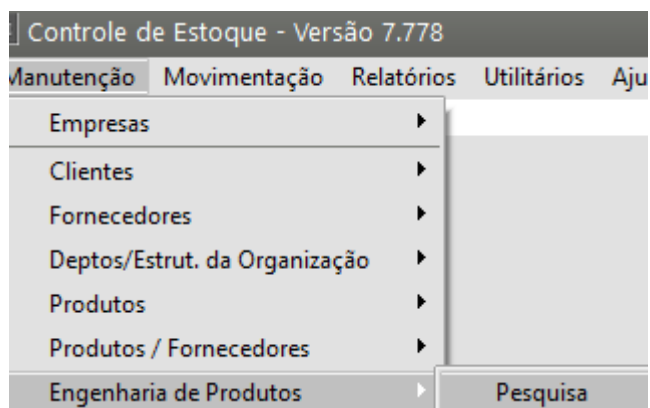 Controle de Estoque - Versão 7.778
Manutenção Movimentação Relatórios Utilitários Aju
Empresas
Clientes
Fornecedores
Deptos/Estrut. da Organização
Produtos
Produtos / Fornecedores
Engenharia de Produtos Pesquisa